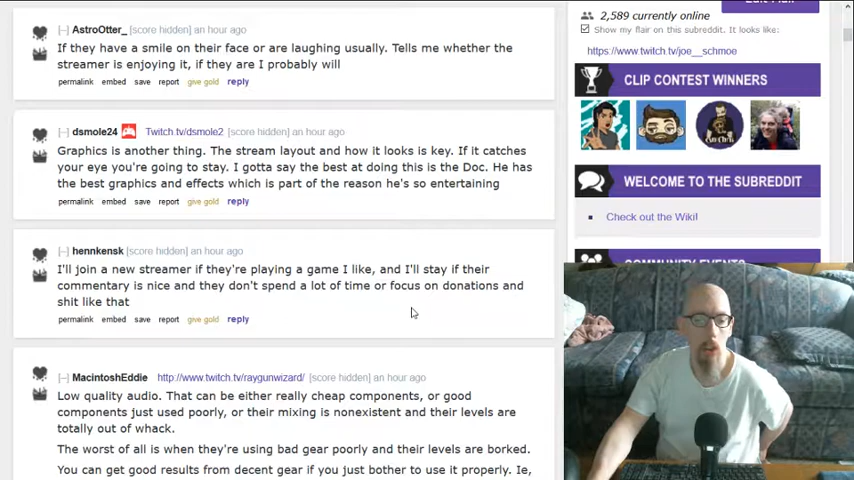 2,589 currently online
Show my flair on this subreddit. It looks like:
https://www.twitch.tv/joe__schmoe
CLIP CONTEST WINNERS
WELCOME TO THE SUBREDDIT
Check out the Wiki!
COMMUNITY EVENTS
[–] AstroOtter_ [score hidden] an hour ago
If they have a smile on their face or are laughing usually. Tells me whether the
streamer is enjoying it, if they are I probably will
permalink embed save report give gold reply
[–] dsmole24 Twitch.tv/dsmole2 [score hidden] an hour ago
Graphics is another thing. The stream layout and how it looks is key. If it catches
your eye you're going to stay. I gotta say the best at doing this is the Doc. He has
the best graphics and effects which is part of the reason he's so entertaining
permalink embed save report give gold reply
[–] hennkensk [score hidden] an hour ago
I'll join a new streamer if they're playing a game I like, and I'll stay if their
commentary is nice and they don't spend a lot of time or focus on donations and
shit like that
permalink embed save report give gold reply
[–] MacintoshEddie http://www.twitch.tv/raygunwizard/ [score hidden] an hour ago
Low quality audio. That can be either really cheap components, or good
components just used poorly, or their mixing is nonexistent and their levels are
totally out of whack.
The worst of all is when they're using bad gear poorly and their levels are borked.
You can get good results from decent gear if you just bother to use it properly. Ie,